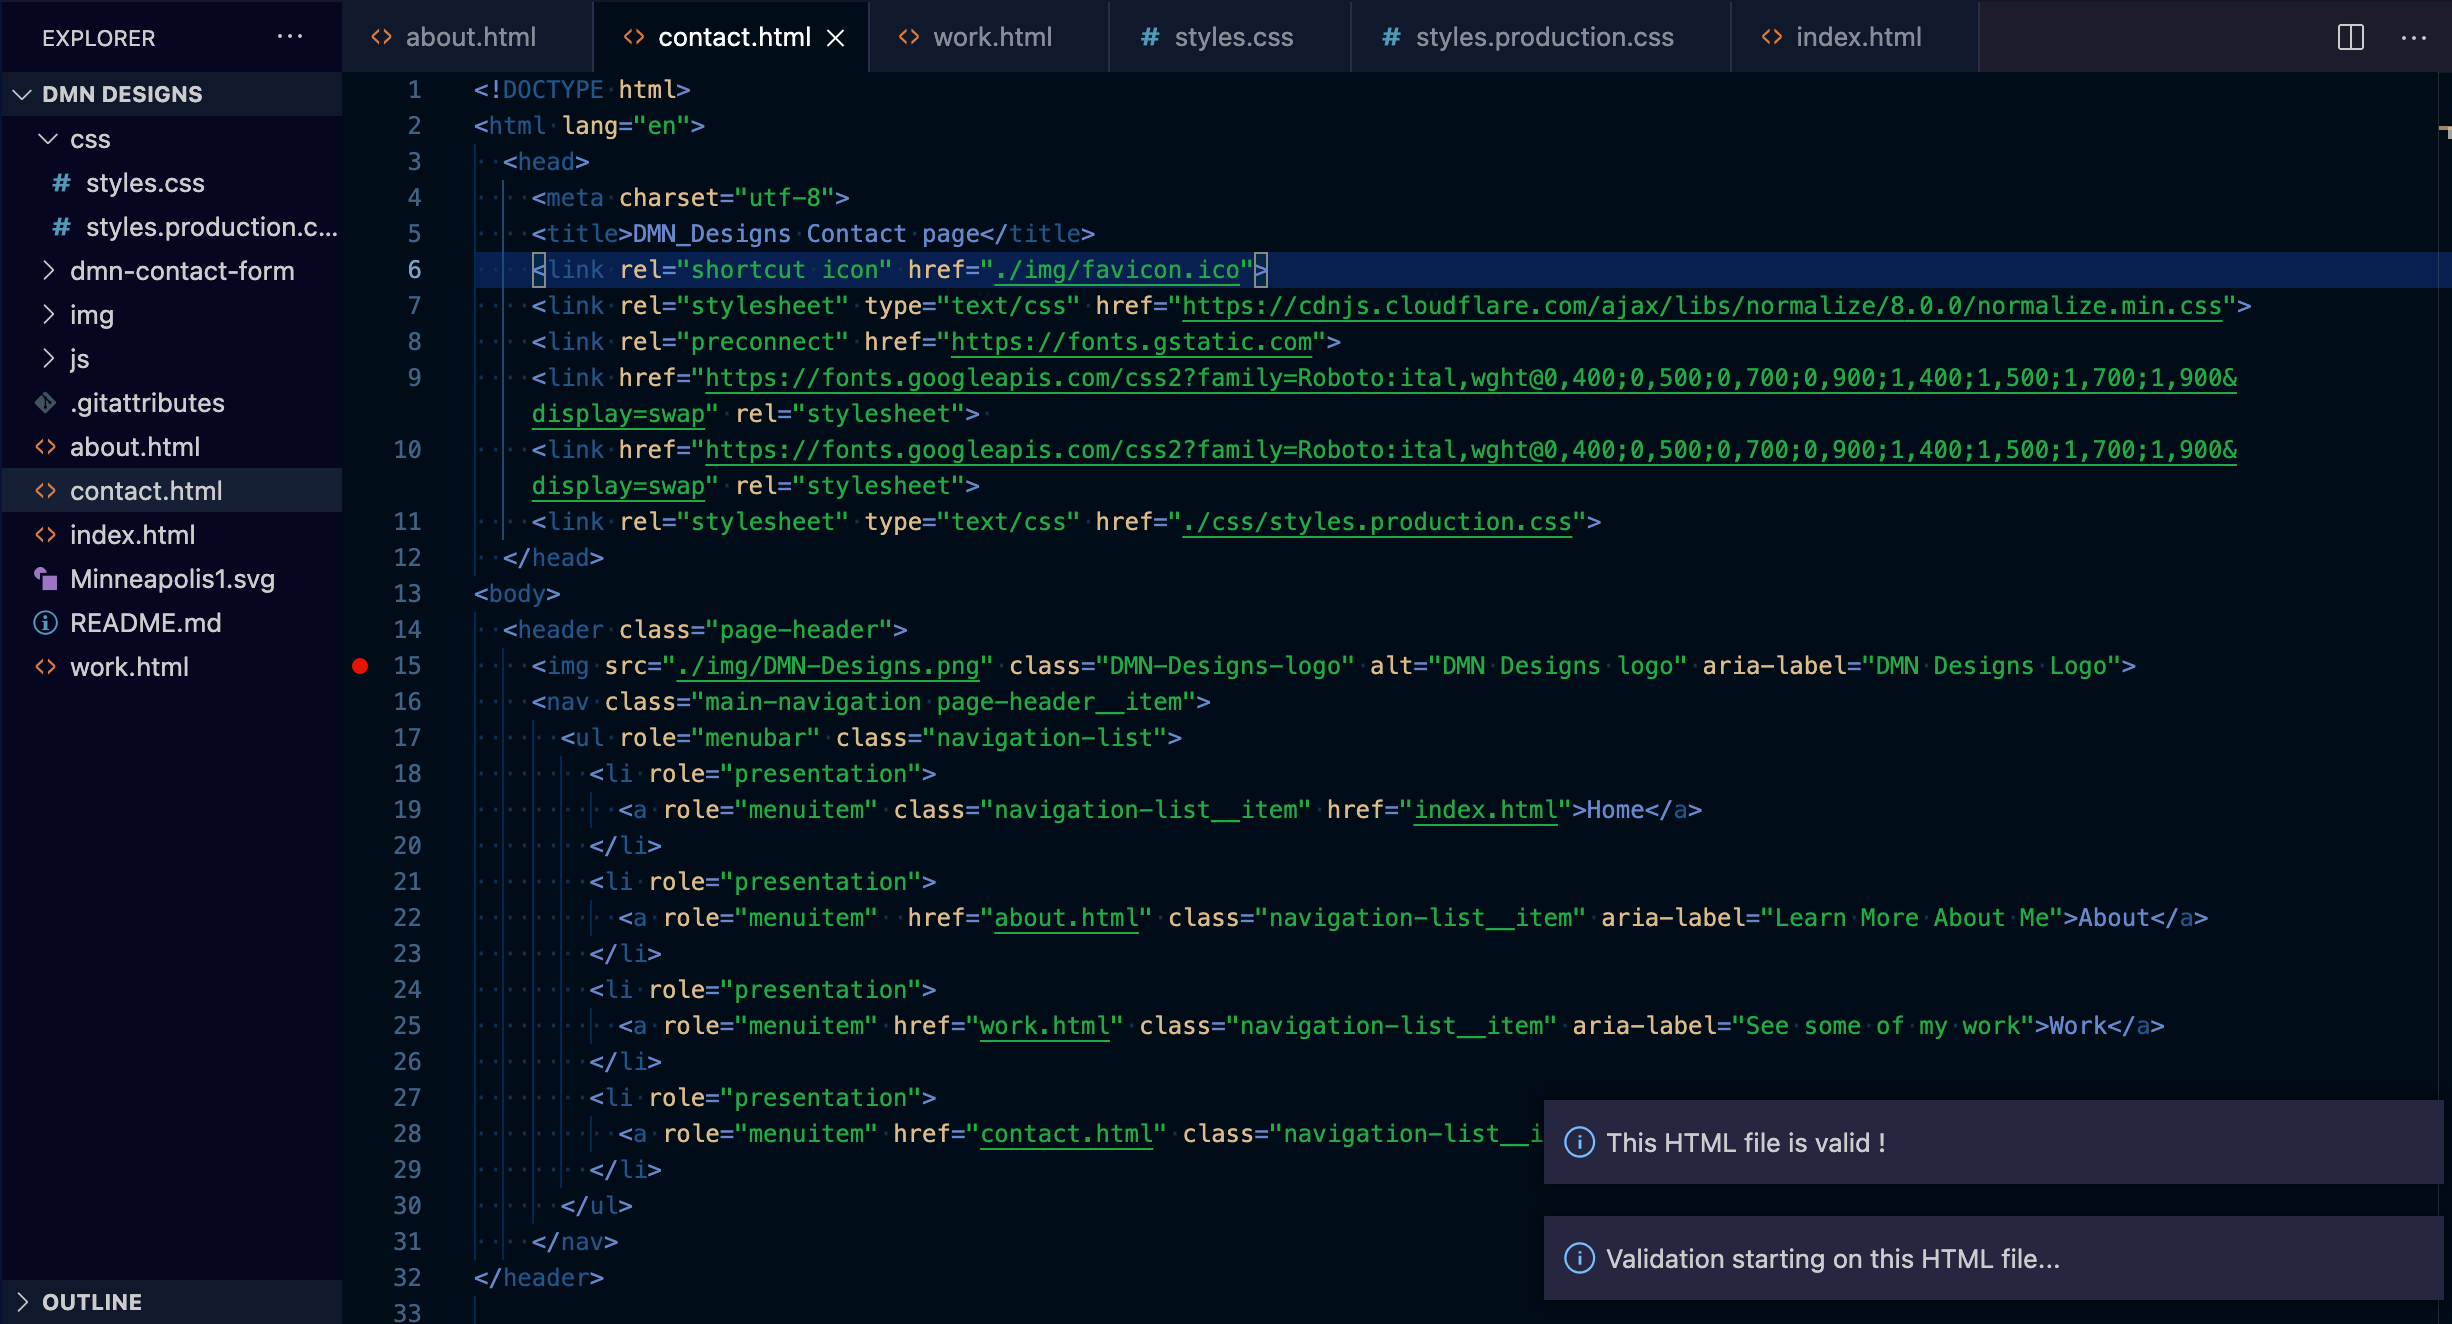 EXPLORER ···
about.html
contact.html
work.html
# styles.css
# styles.production.css
index.html
DMN DESIGNS
css
# styles.css
# styles.production.c...
dmn-contact-form
img
js
.gitattributes
about.html
contact.html
index.html
Minneapolis1.svg
README.md
work.html
OUTLINE
1 <!DOCTYPE html>
2 <html lang="en">
3 <head>
4 <meta charset="utf-8">
5 <title>DMN_Designs Contact page</title>
6 <link rel="shortcut icon" href="./img/favicon.ico">
7 <link rel="stylesheet" type="text/css" href="https://cdnjs.cloudflare.com/ajax/libs/normalize/8.0.0/normalize.min.css">
8 <link rel="preconnect" href="https://fonts.gstatic.com">
9 <link href="https://fonts.googleapis.com/css2?family=Roboto:ital,wght@0,400;0,500;0,700;0,900;1,400;1,500;1,700;1,900&
display=swap" rel="stylesheet">
10 <link href="https://fonts.googleapis.com/css2?family=Roboto:ital,wght@0,400;0,500;0,700;0,900;1,400;1,500;1,700;1,900&
display=swap" rel="stylesheet">
11 <link rel="stylesheet" type="text/css" href="./css/styles.production.css">
12 </head>
13 <body>
14 <header class="page-header">
15 <img src="./img/DMN-Designs.png" class="DMN-Designs-logo" alt="DMN Designs logo" aria-label="DMN Designs Logo">
16 <nav class="main-navigation page-header__item">
17 <ul role="menubar" class="navigation-list">
18 <li role="presentation">
19 <a role="menuitem" class="navigation-list__item" href="index.html">Home</a>
20 </li>
21 <li role="presentation">
22 <a role="menuitem"  href="about.html" class="navigation-list__item" aria-label="Learn More About Me">About</a>
23 </li>
24 <li role="presentation">
25 <a role="menuitem" href="work.html" class="navigation-list__item" aria-label="See some of my work">Work</a>
26 </li>
27 <li role="presentation">
28 <a role="menuitem" href="contact.html" class="navigation-list__i
29 </li>
30 </ul>
31 </nav>
32 </header>
33
This HTML file is valid !
Validation starting on this HTML file...